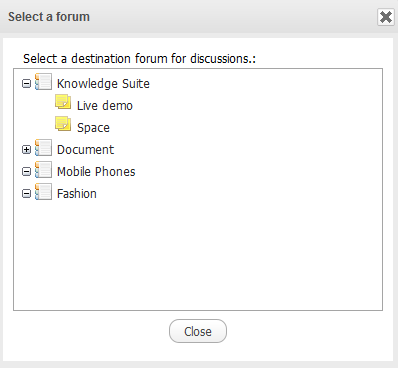 Select a forum
Select a destination forum for discussions.:
Knowledge Suite
Live demo
Space
Document
Mobile Phones
Fashion
Close